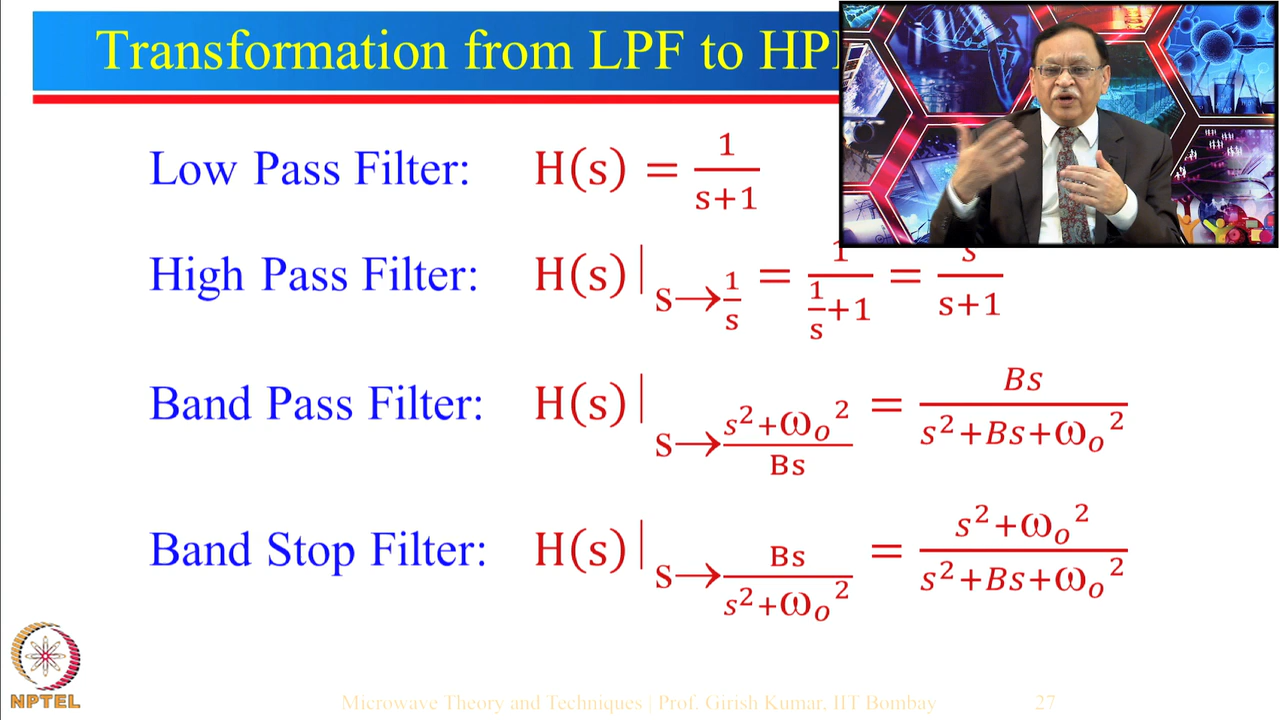 Transformation from LPF to
Low Pass Filter: H(s) = 1/(s+1)
High Pass Filter: H(s)|s→1/s = 1/(1/s+1) = s/(s+1)
Band Pass Filter: H(s)|s→(s²+ωo²)/Bs = Bs/(s²+Bs+ωo²)
Band Stop Filter: H(s)|s→Bs/(s²+ωo²) = (s²+ωo²)/(s²+Bs+ωo²)
NPTEL
Microwave Theory and Techniques | Prof. Girish Kumar, IIT Bombay 27